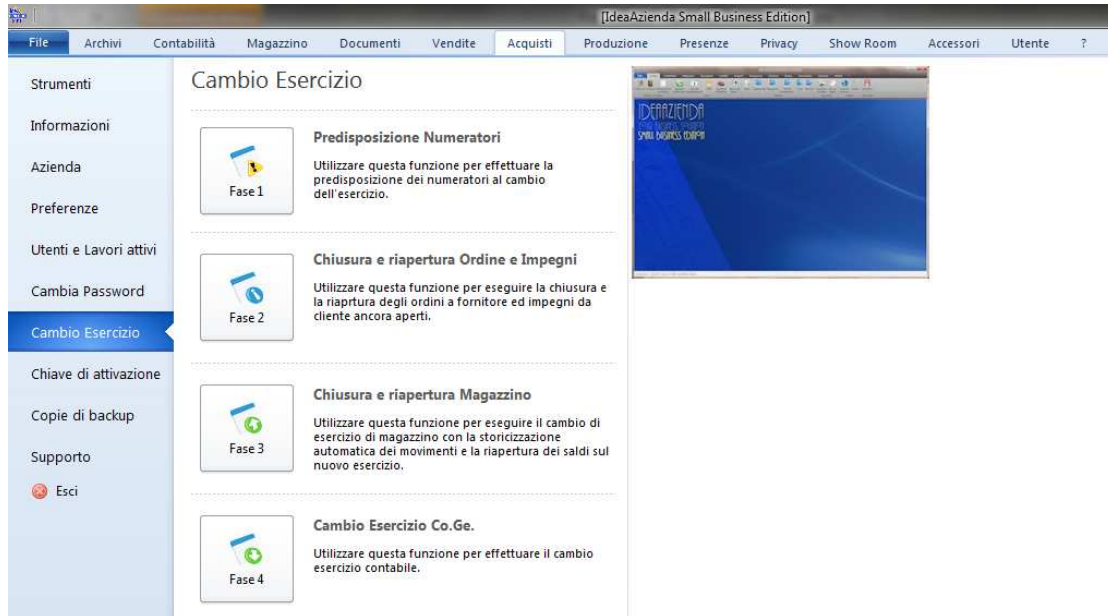 [IdeaAzienda Small Business Edition]
File Archivi Contabilità Magazzino Documenti Vendite Acquisti Produzione Presenze Privacy Show Room Accessori Utente ?
Strumenti
Informazioni
Azienda
Preferenze
Utenti e Lavori attivi
Cambia Password
Cambio Esercizio
Chiave di attivazione
Copie di backup
Supporto
Esci
Cambio Esercizio
Fase 1
Predisposizione Numeratori
Utilizzare questa funzione per effettuare la
predisposizione dei numeratori al cambio
dell'esercizio.
Fase 2
Chiusura e riapertura Ordine e Impegni
Utilizzare questa funzione per eseguire la chiusura e
la riaprtura degli ordini a fornitore ed impegni da
cliente ancora aperti.
Fase 3
Chiusura e riapertura Magazzino
Utilizzare questa funzione per eseguire il cambio di
esercizio di magazzino con la storicizzazione
automatica dei movimenti e la riapertura dei saldi sul
nuovo esercizio.
Fase 4
Cambio Esercizio Co.Ge.
Utilizzare questa funzione per effettuare il cambio
esercizio contabile.
IDEAAZIENDA
SMALL BUSINESS EDITION